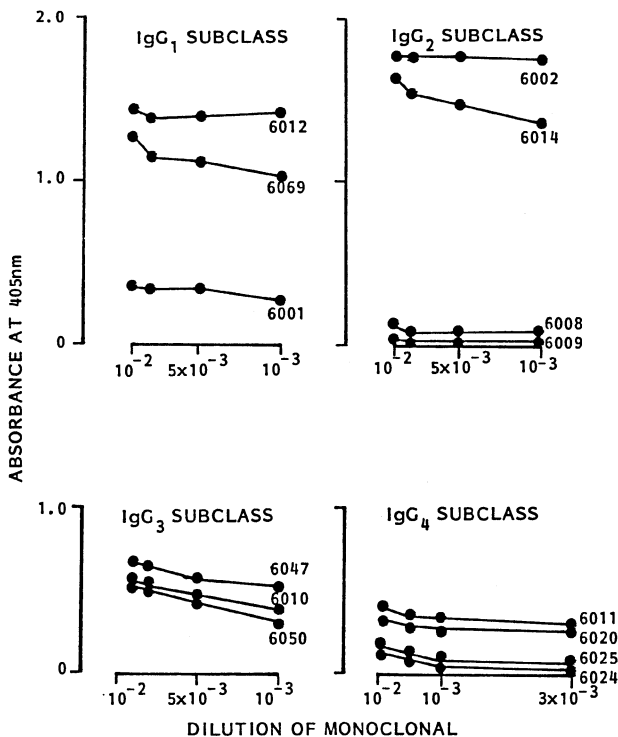 ABSORBANCE AT 405nm
2.0
1.0
0
IgG1 SUBCLASS
6012
6069
6001
10-2
5x10-3
10-3
IgG2 SUBCLASS
6002
6014
6008
6009
10-2
5x10-3
10-3
1.0
0
IgG3 SUBCLASS
6047
6010
6050
10-2
5x10-3
10-3
IgG4 SUBCLASS
6011
6020
6025
6024
10-2
10-3
3x10-3
DILUTION OF MONOCLONAL